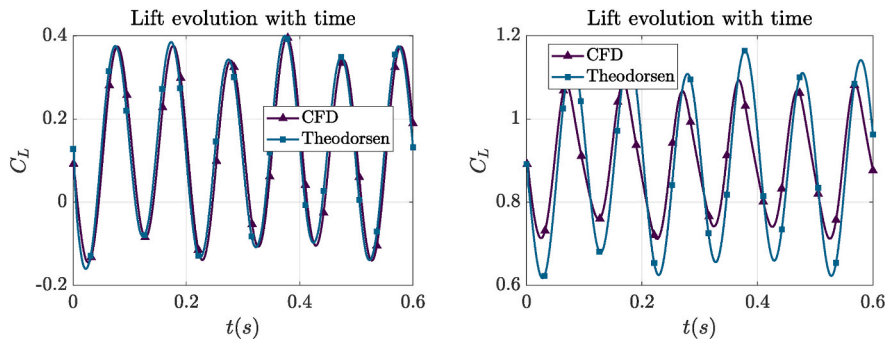 Lift evolution with time
0.4
0.2
0
-0.2
C_L
CFD
Theodorsen
0
0.2
0.4
0.6
t(s)
Lift evolution with time
1.2
1
0.8
0.6
C_L
CFD
Theodorsen
0
0.2
0.4
0.6
t(s)